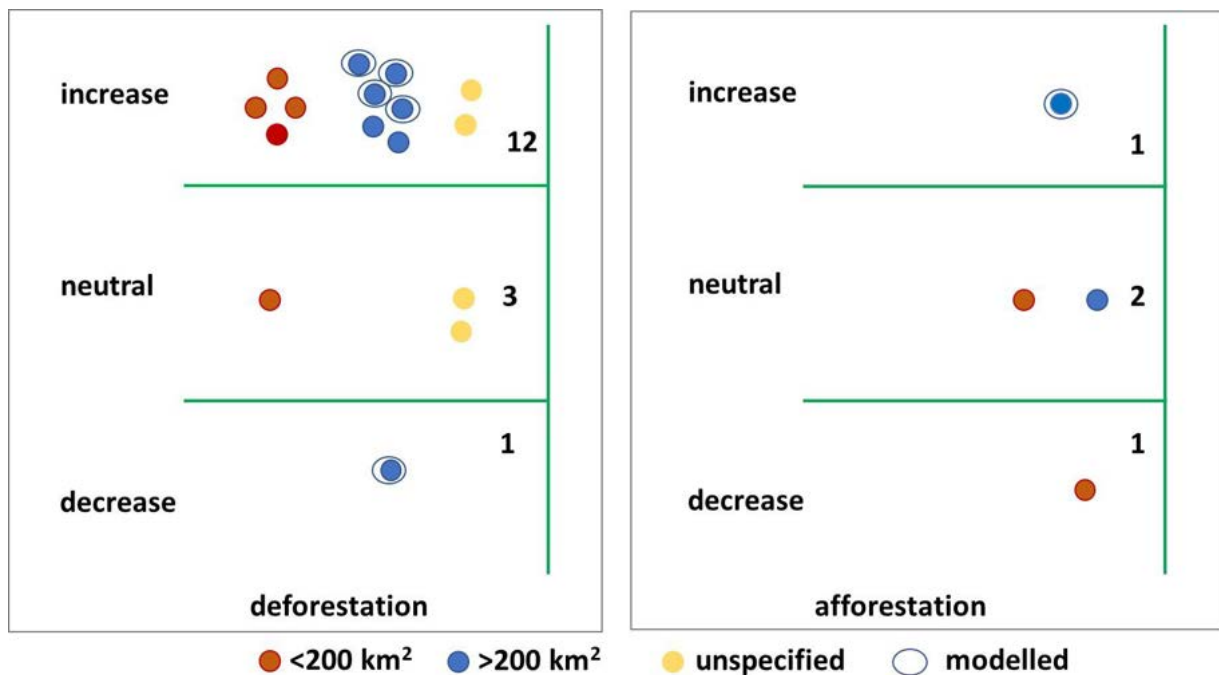 increase
12
neutral
3
1
decrease
deforestation
increase
1
neutral
2
1
decrease
afforestation
<200 km²
>200 km²
unspecified
modelled